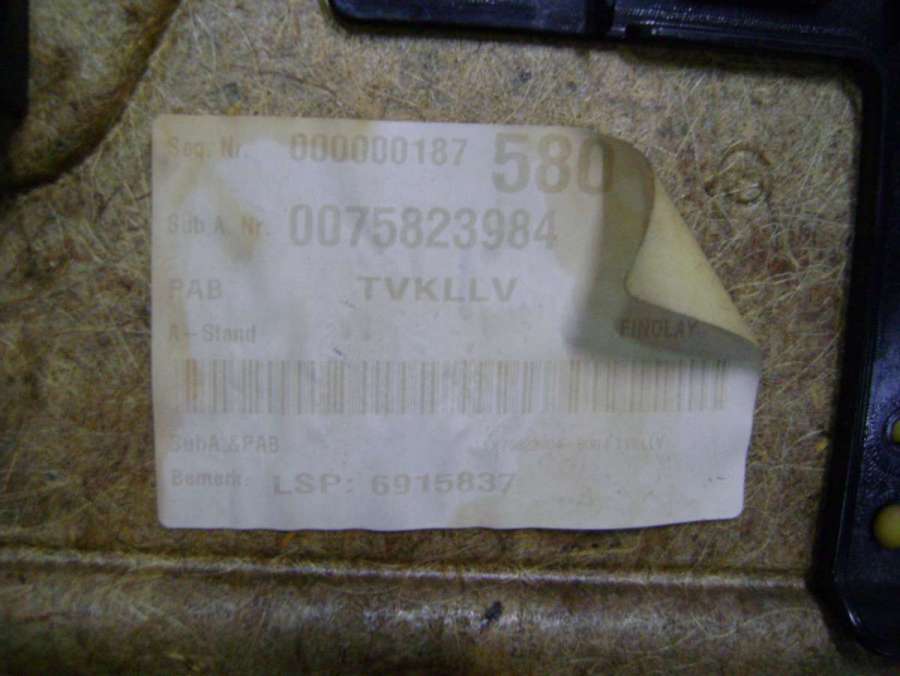 Seq. Nr. 000000187 580
Sub A. Nr. 0075823984
PAB TVKLLV
A-Stand FINDLAY
SubA.&PAB
Bemerk: LSP: 6915837